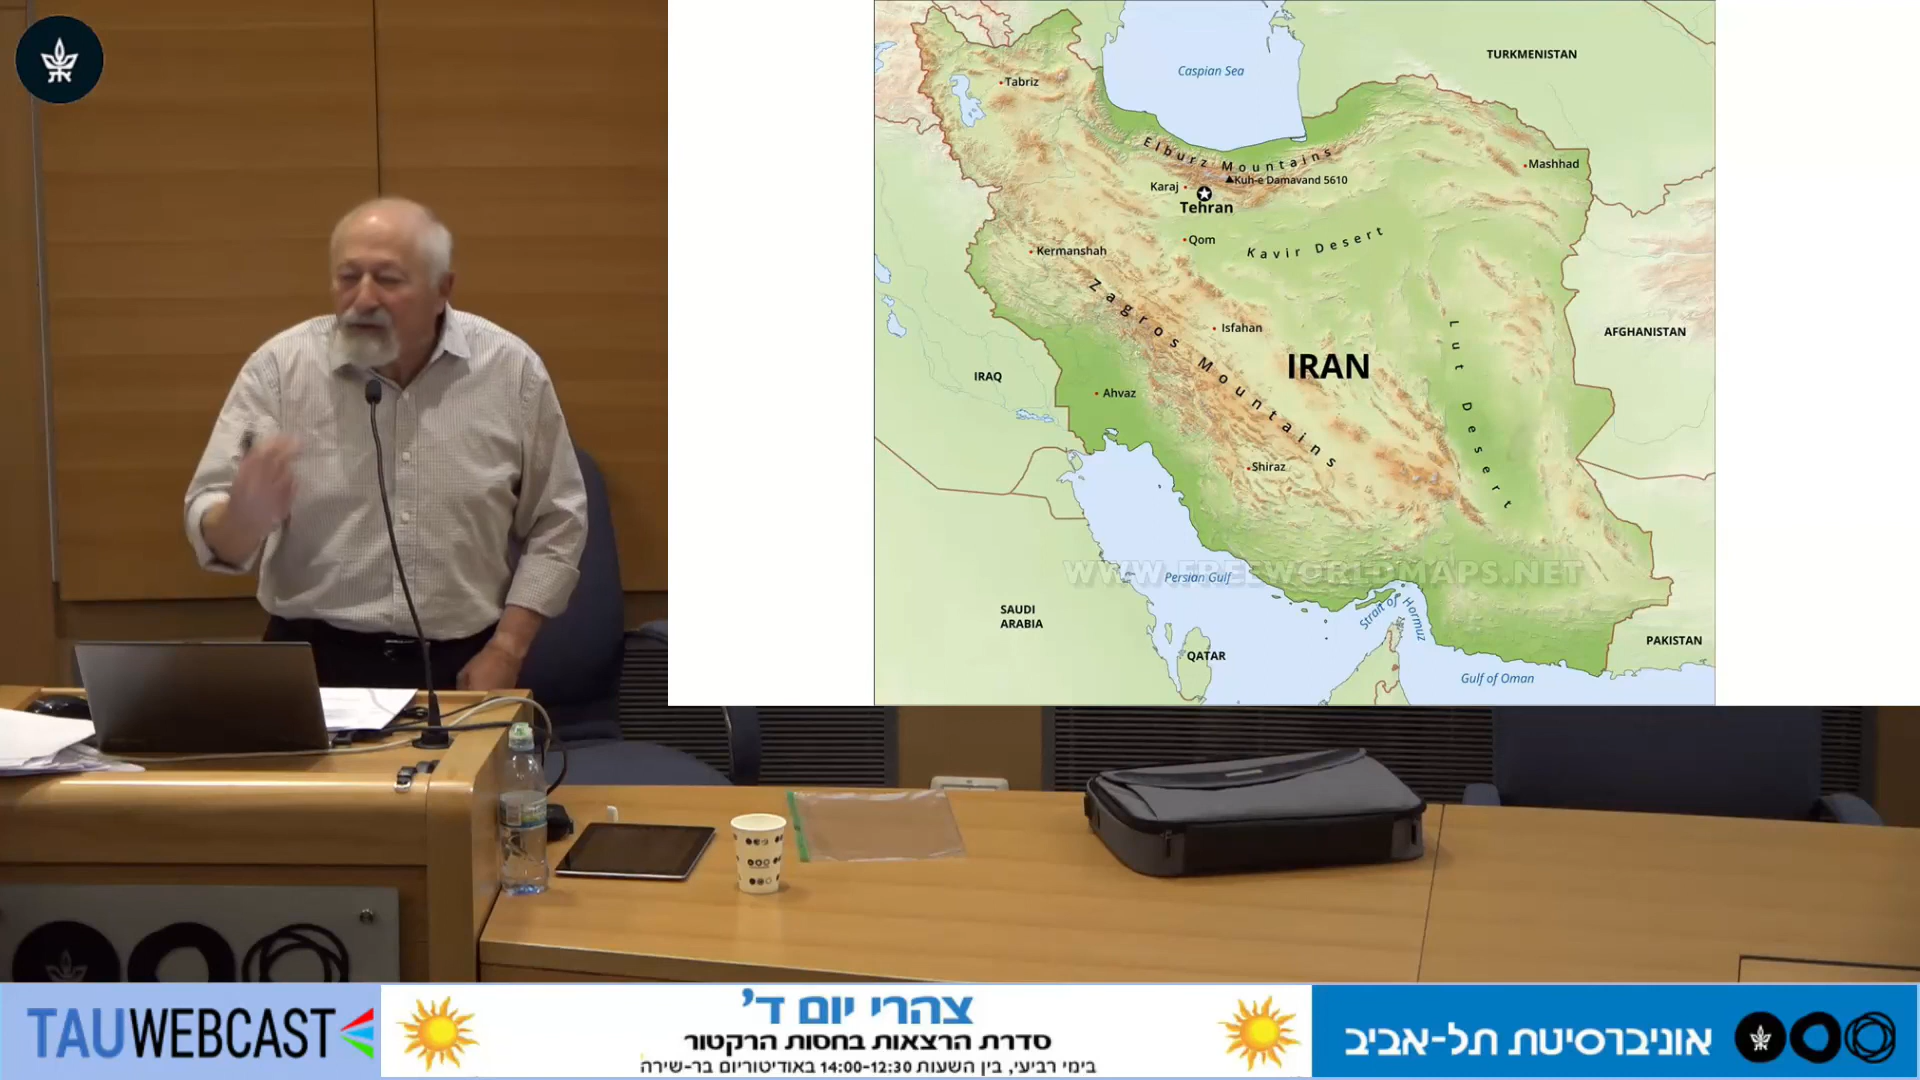 TURKMENISTAN
Caspian Sea
Tabriz
Elburz Mountains
Mashhad
Kuh-e Damavand 5610
Karaj
Tehran
Qom
Kavir Desert
Kermanshah
Zagros Mountains
Isfahan
Lut Desert
AFGHANISTAN
IRAN
IRAQ
Ahvaz
Shiraz
WWW.FREEWORLDMAPS.NET
Persian Gulf
Strait of Hormuz
SAUDI
ARABIA
PAKISTAN
QATAR
Gulf of Oman
TAUWEBCAST
צהרי יום ד'
סדרת הרצאות בחסות הרקטור
בימי רביעי, בין השעות 14:00-12:30 באודיטוריום בר-שירה
אוניברסיטת תל-אביב